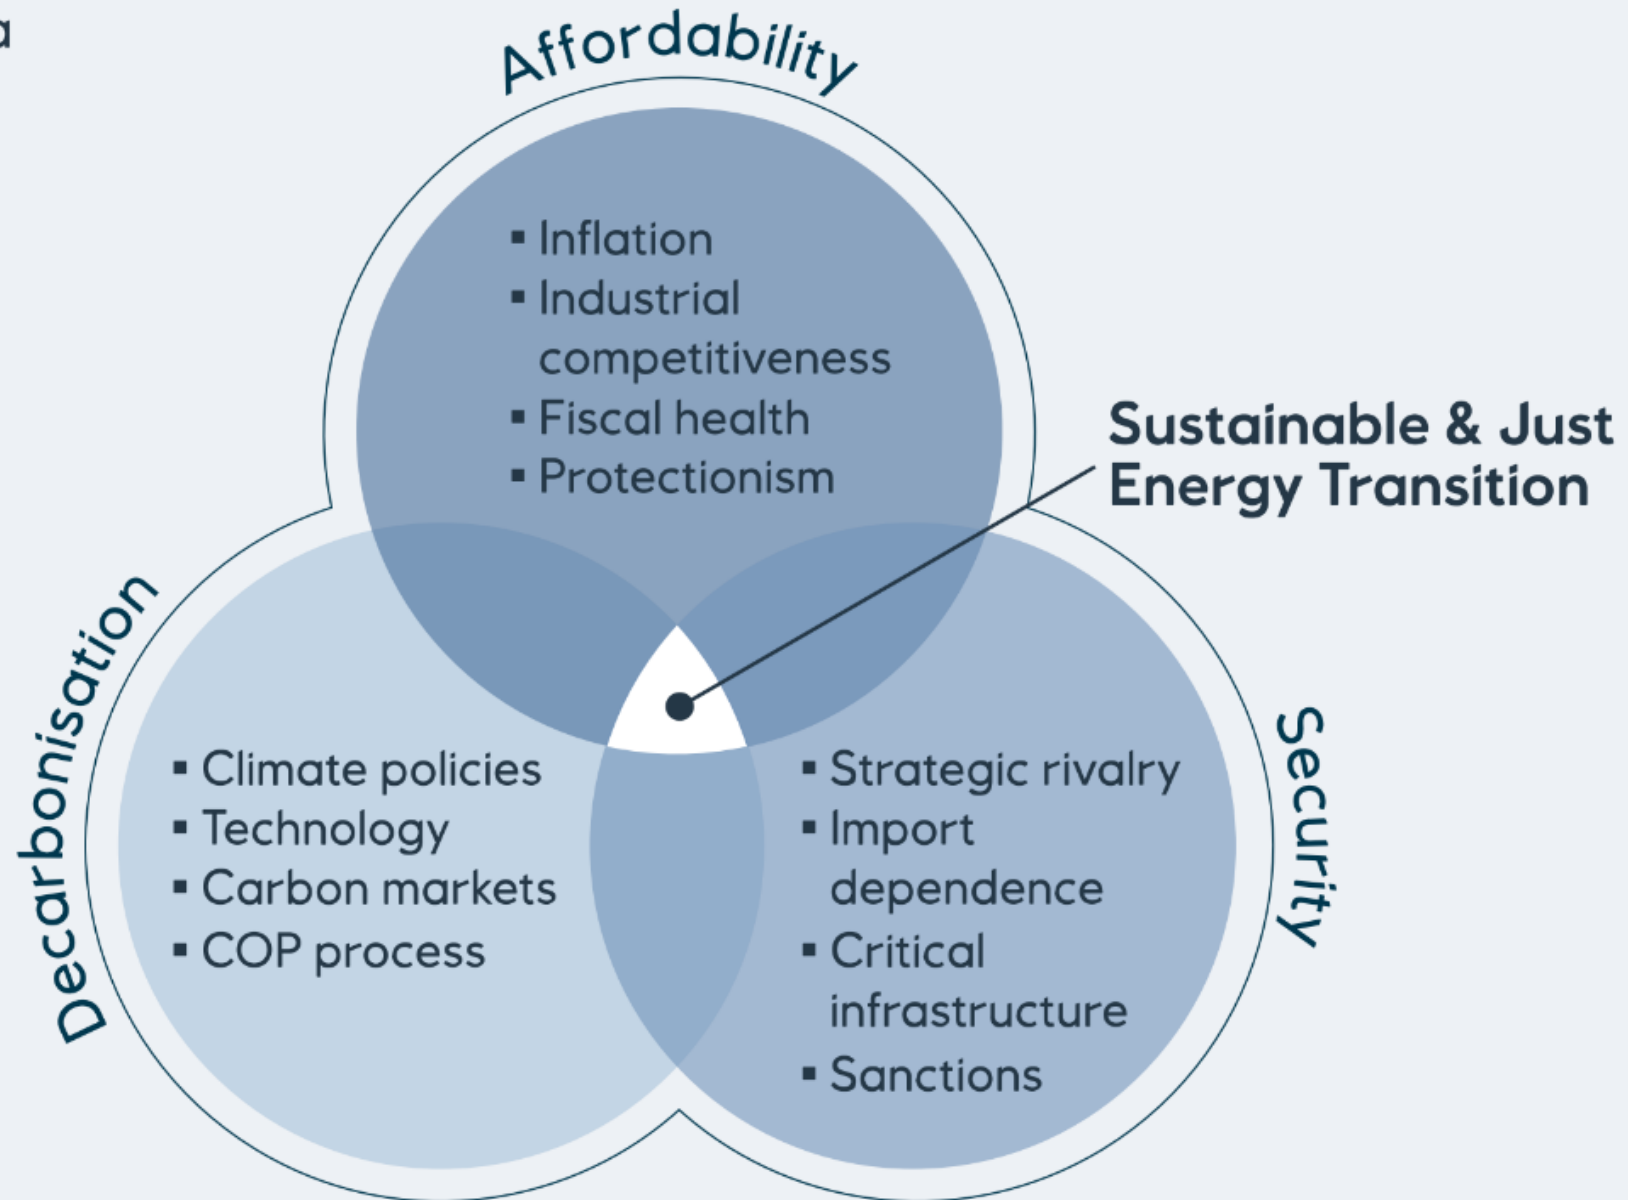 Affordability
▪ Inflation
▪ Industrial
competitiveness
▪ Fiscal health
▪ Protectionism
Sustainable & Just
Energy Transition
Decarbonisation
▪ Climate policies
▪ Technology
▪ Carbon markets
▪ COP process
Security
▪ Strategic rivalry
▪ Import
dependence
▪ Critical
infrastructure
▪ Sanctions